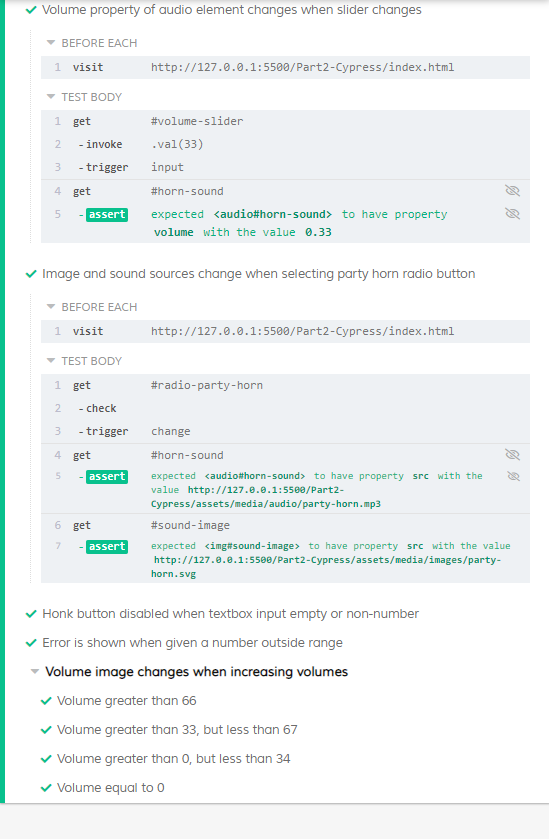 Volume property of audio element changes when slider changes
BEFORE EACH
1 visit http://127.0.0.1:5500/Part2-Cypress/index.html
TEST BODY
1 get #volume-slider
2 - invoke .val(33)
3 - trigger input
4 get #horn-sound
5 - assert expected <audio#horn-sound> to have property
volume with the value 0.33
Image and sound sources change when selecting party horn radio button
BEFORE EACH
1 visit http://127.0.0.1:5500/Part2-Cypress/index.html
TEST BODY
1 get #radio-party-horn
2 - check
3 - trigger change
4 get #horn-sound
5 - assert expected <audio#horn-sound> to have property src with the
value http://127.0.0.1:5500/Part2-
Cypress/assets/media/audio/party-horn.mp3
6 get #sound-image
7 - assert expected <img#sound-image> to have property src with the value
http://127.0.0.1:5500/Part2-Cypress/assets/media/images/party-
horn.svg
Honk button disabled when textbox input empty or non-number
Error is shown when given a number outside range
Volume image changes when increasing volumes
Volume greater than 66
Volume greater than 33, but less than 67
Volume greater than 0, but less than 34
Volume equal to 0